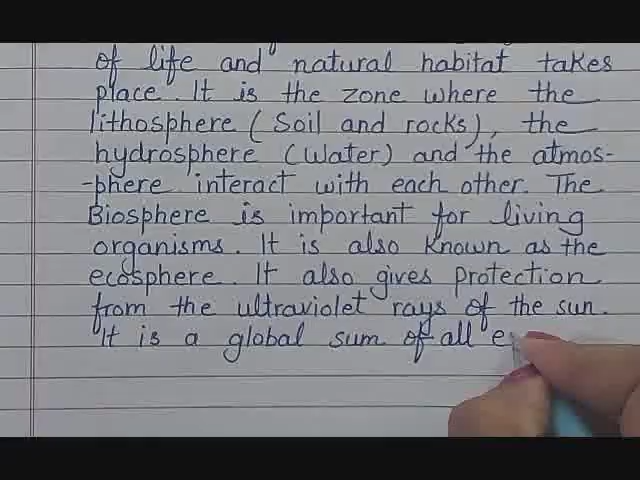 of life and natural habitat takes
place. It is the zone where the
lithosphere (Soil and rocks), the
hydrosphere (Water) and the atmos-
-phere interact with each other. The
Biosphere is important for living
organisms. It is also known as the
ecosphere. It also gives protection
from the ultraviolet rays of the sun.
It is a global sum of all e